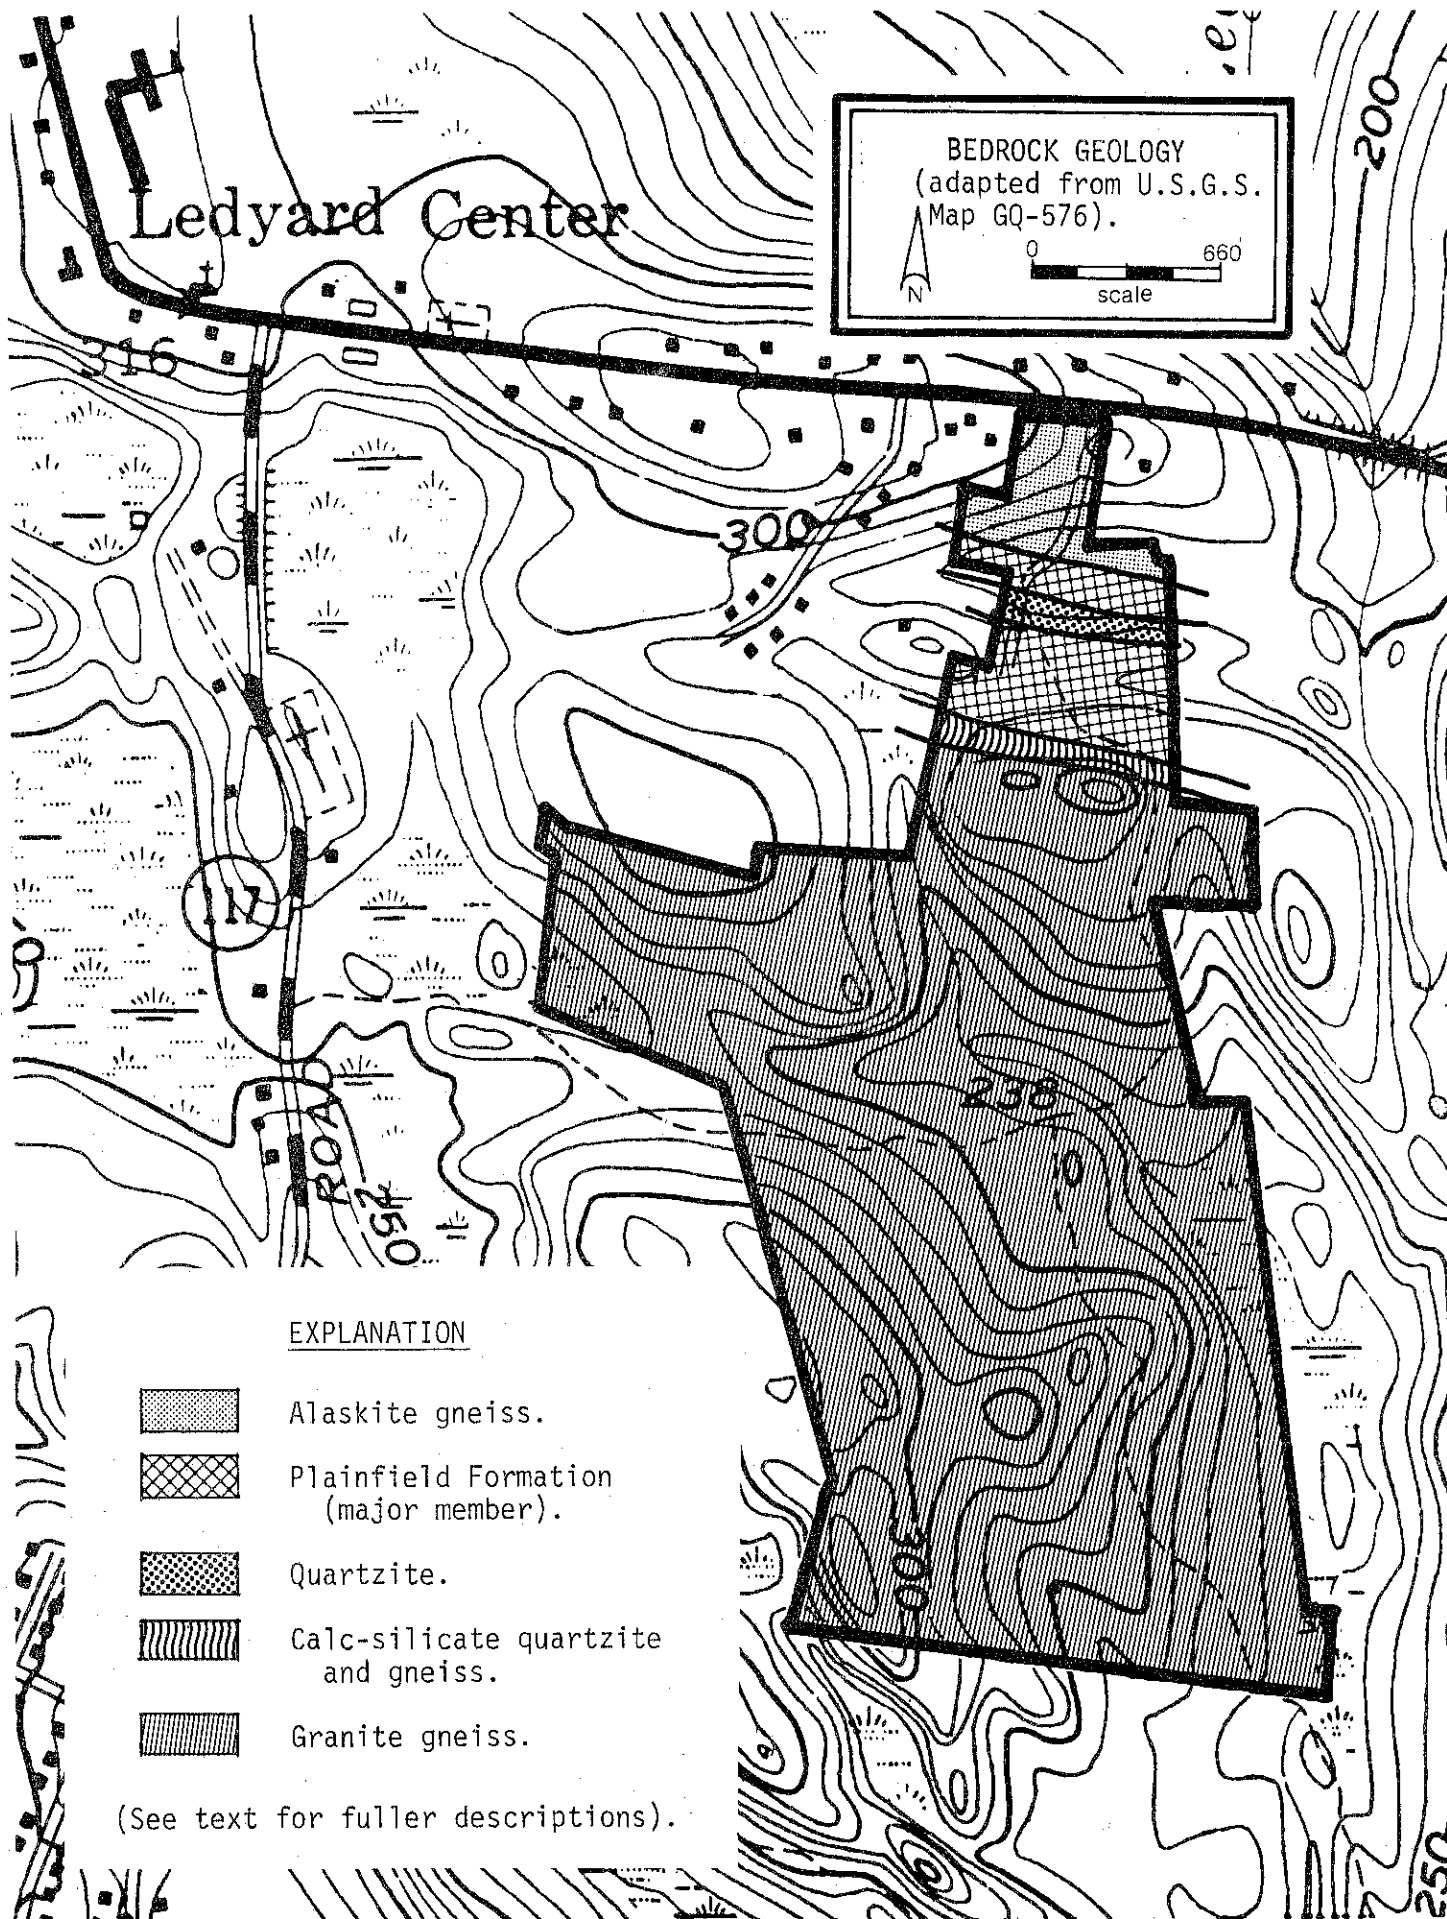 200
BEDROCK GEOLOGY
(adapted from U.S.G.S.
Map GQ-576).
N
0 660
scale
Ledyard Center
316
300
117
238
ROAD
250
300
EXPLANATION
Alaskite gneiss.
Plainfield Formation
(major member).
Quartzite.
Calc-silicate quartzite
and gneiss.
Granite gneiss.
(See text for fuller descriptions).
250